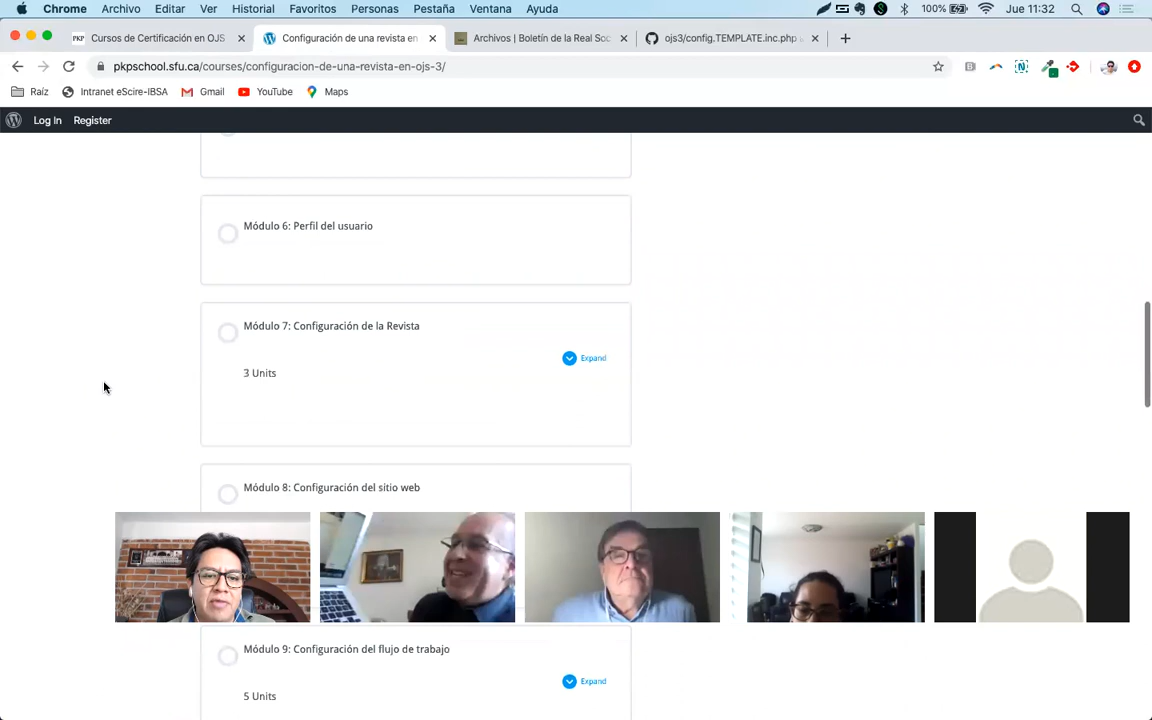 Chrome Archivo Editar Ver Historial Favoritos Personas Pestaña Ventana Ayuda 100% Jue 11:32
PKP Cursos de Certificación en OJS Configuración de una revista en Archivos | Boletín de la Real Soc ojs3/config.TEMPLATE.inc.php
pkpschool.sfu.ca/courses/configuracion-de-una-revista-en-ojs-3/
Raíz Intranet eScire-IBSA Gmail YouTube Maps
Log In Register
Módulo 6: Perfil del usuario
Módulo 7: Configuración de la Revista
Expand
3 Units
Módulo 8: Configuración del sitio web
Módulo 9: Configuración del flujo de trabajo
Expand
5 Units